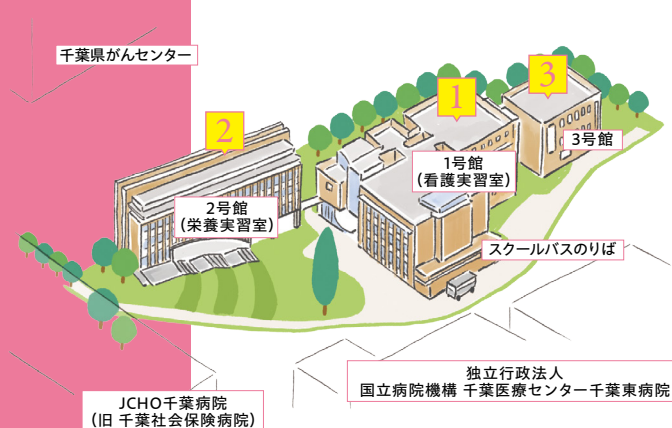 千葉県がんセンター
1
3
2
3号館
1号館
(看護実習室)
2号館
(栄養実習室)
スクールバスのりば
独立行政法人
国立病院機構 千葉医療センター千葉東病院
JCHO千葉病院
(旧 千葉社会保険病院)